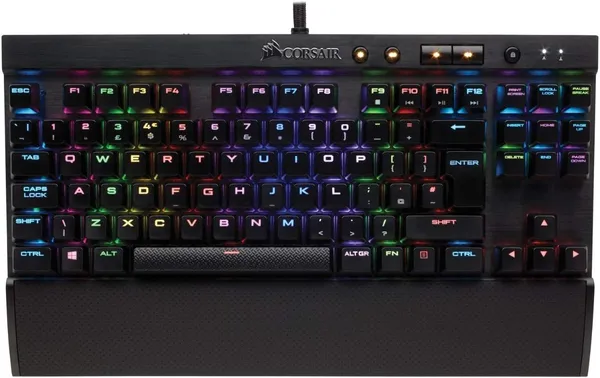 CORSAIR
ESC F1 F2 F3 F4 F5 F6 F7 F8 F9 F10 F11 F12 PRINT SCREEN SCROLL LOCK PAUSE BREAK
1 2 3 4 5 6 7 8 9 0 INSERT HOME PAGE UP
TAB Q W E R T Y U I O P [ ] ENTER DELETE END PAGE DOWN
CAPS LOCK A S D F G H J K L ; @ #
SHIFT \ Z X C V B N M , . / SHIFT
CTRL ALT ALT GR FN CTRL